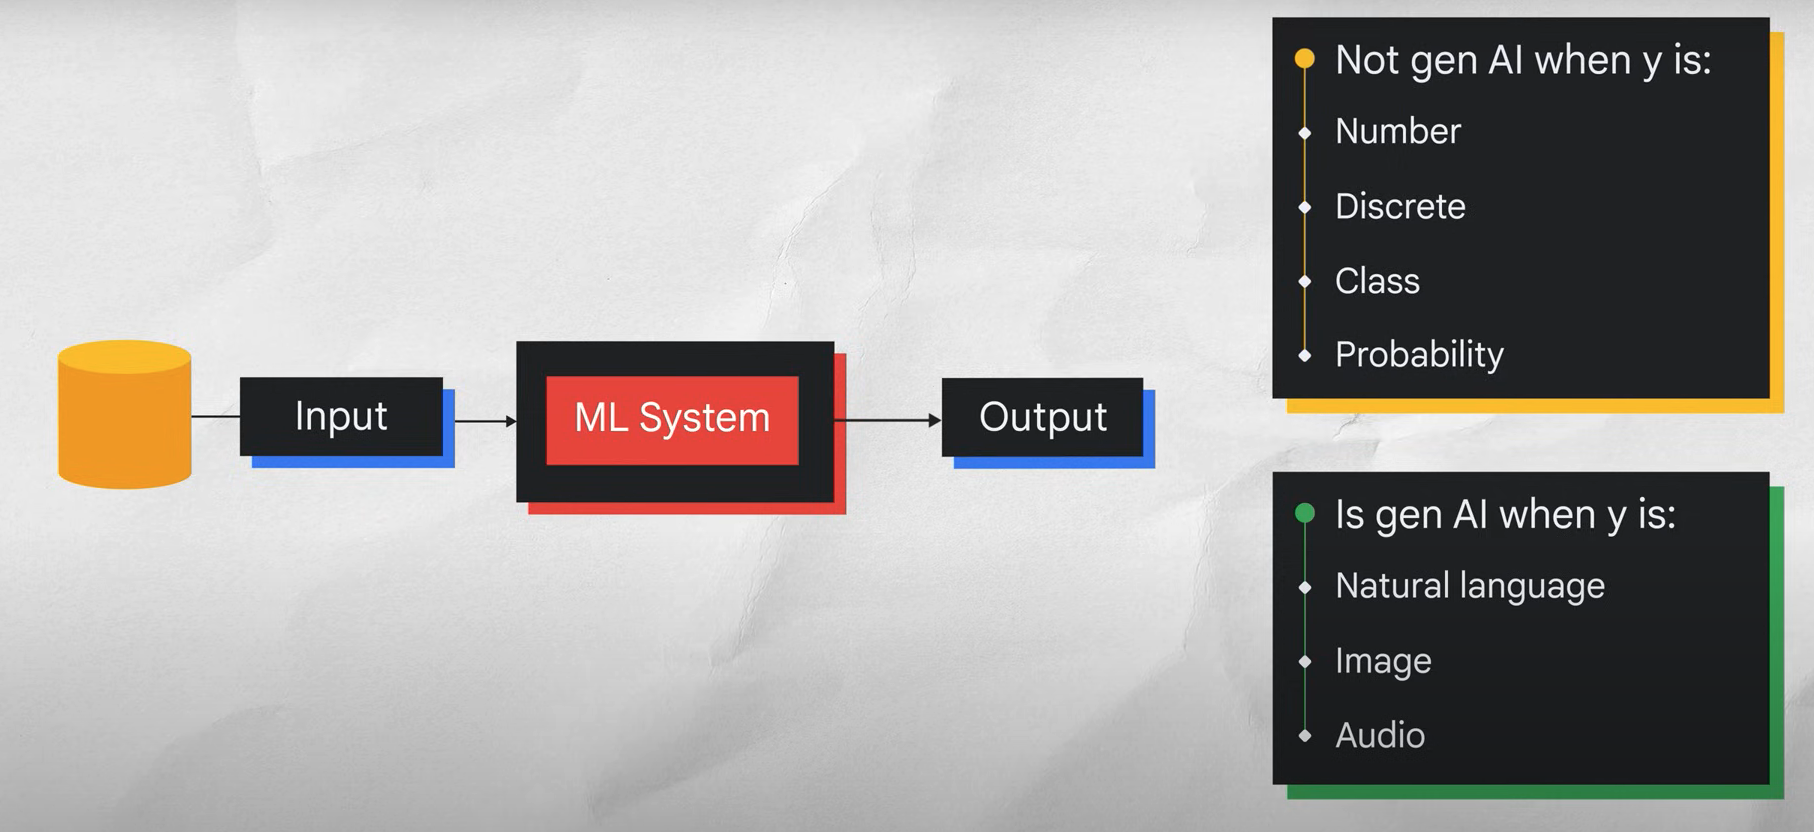 Input
ML System
Output
Not gen AI when y is:
Number
Discrete
Class
Probability
Is gen AI when y is:
Natural language
Image
Audio